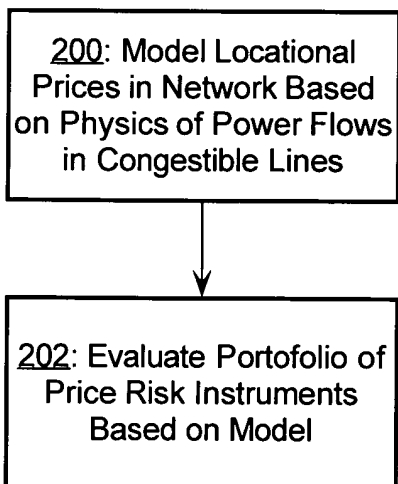 200: Model Locational
Prices in Network Based
on Physics of Power Flows
in Congestible Lines
202: Evaluate Portofolio of
Price Risk Instruments
Based on Model